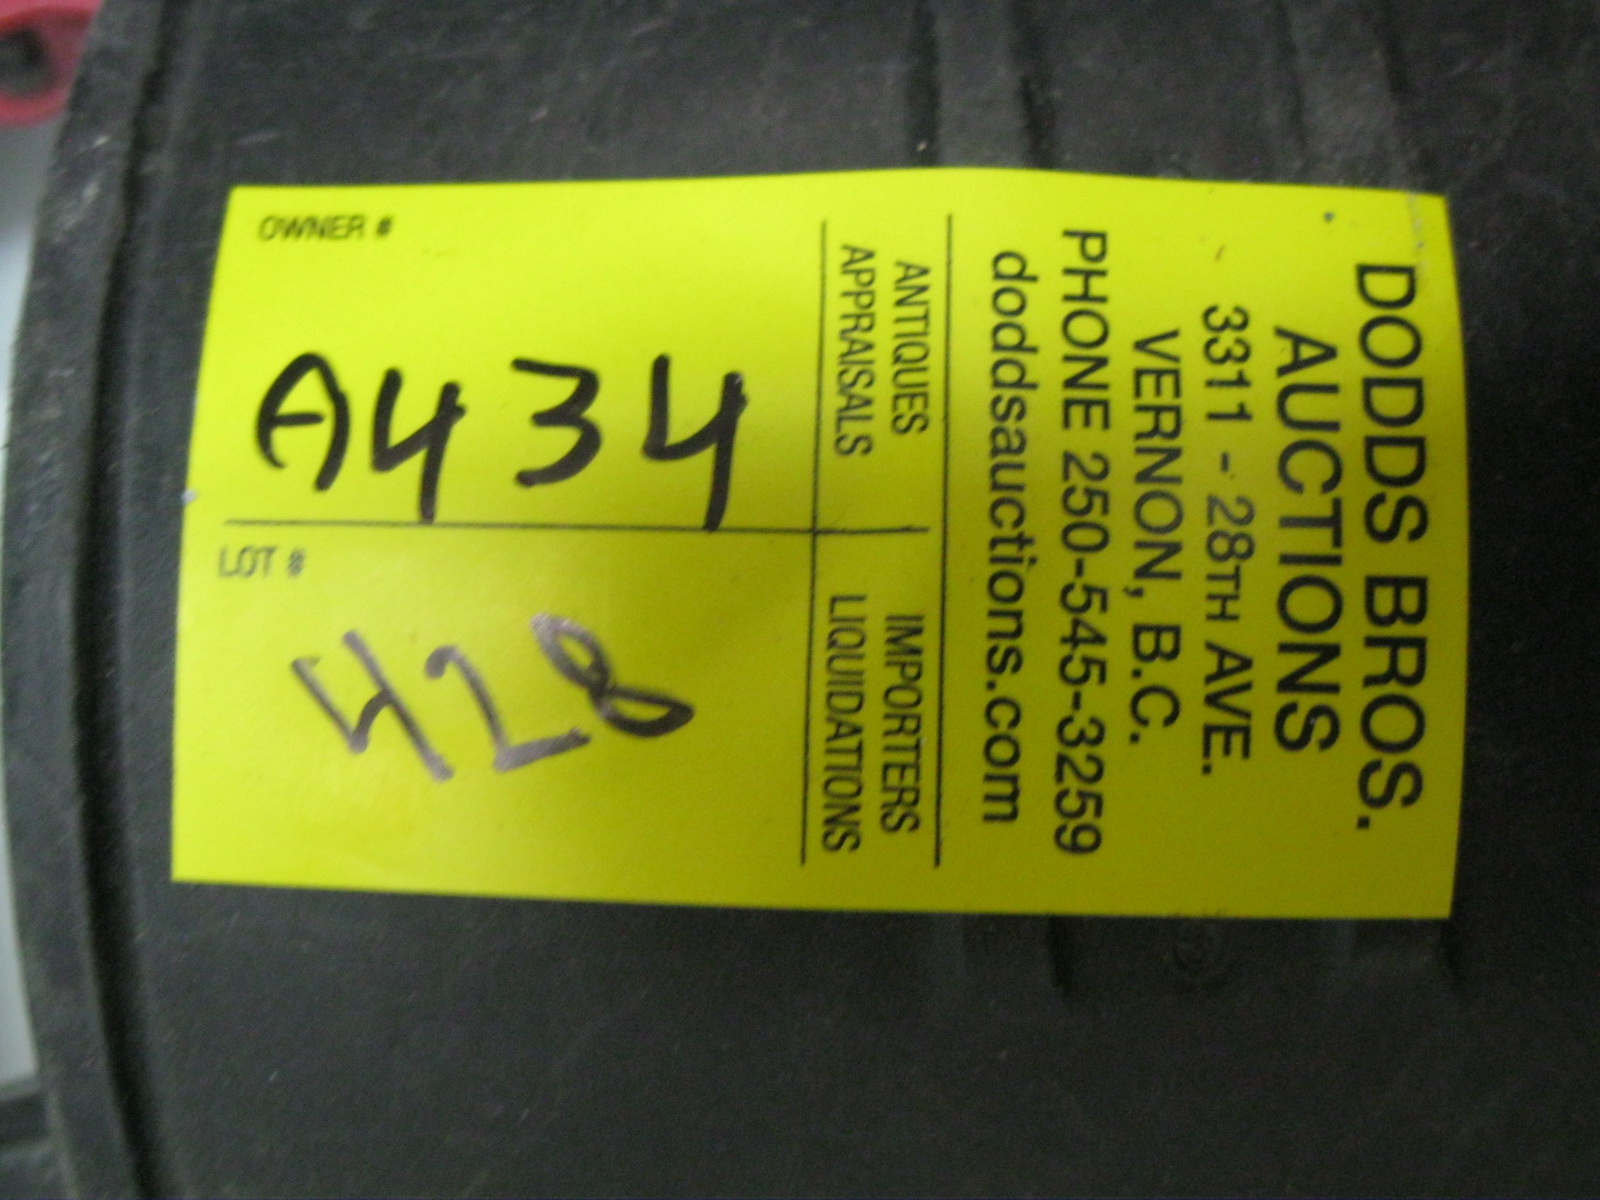 DODDS BROS.
AUCTIONS
3311 - 28TH AVE.
VERNON, B.C.
PHONE 250-545-3259
doddsauctions.com
ANTIQUES
APPRAISALS
IMPORTERS
LIQUIDATIONS
OWNER #
A434
LOT #
428